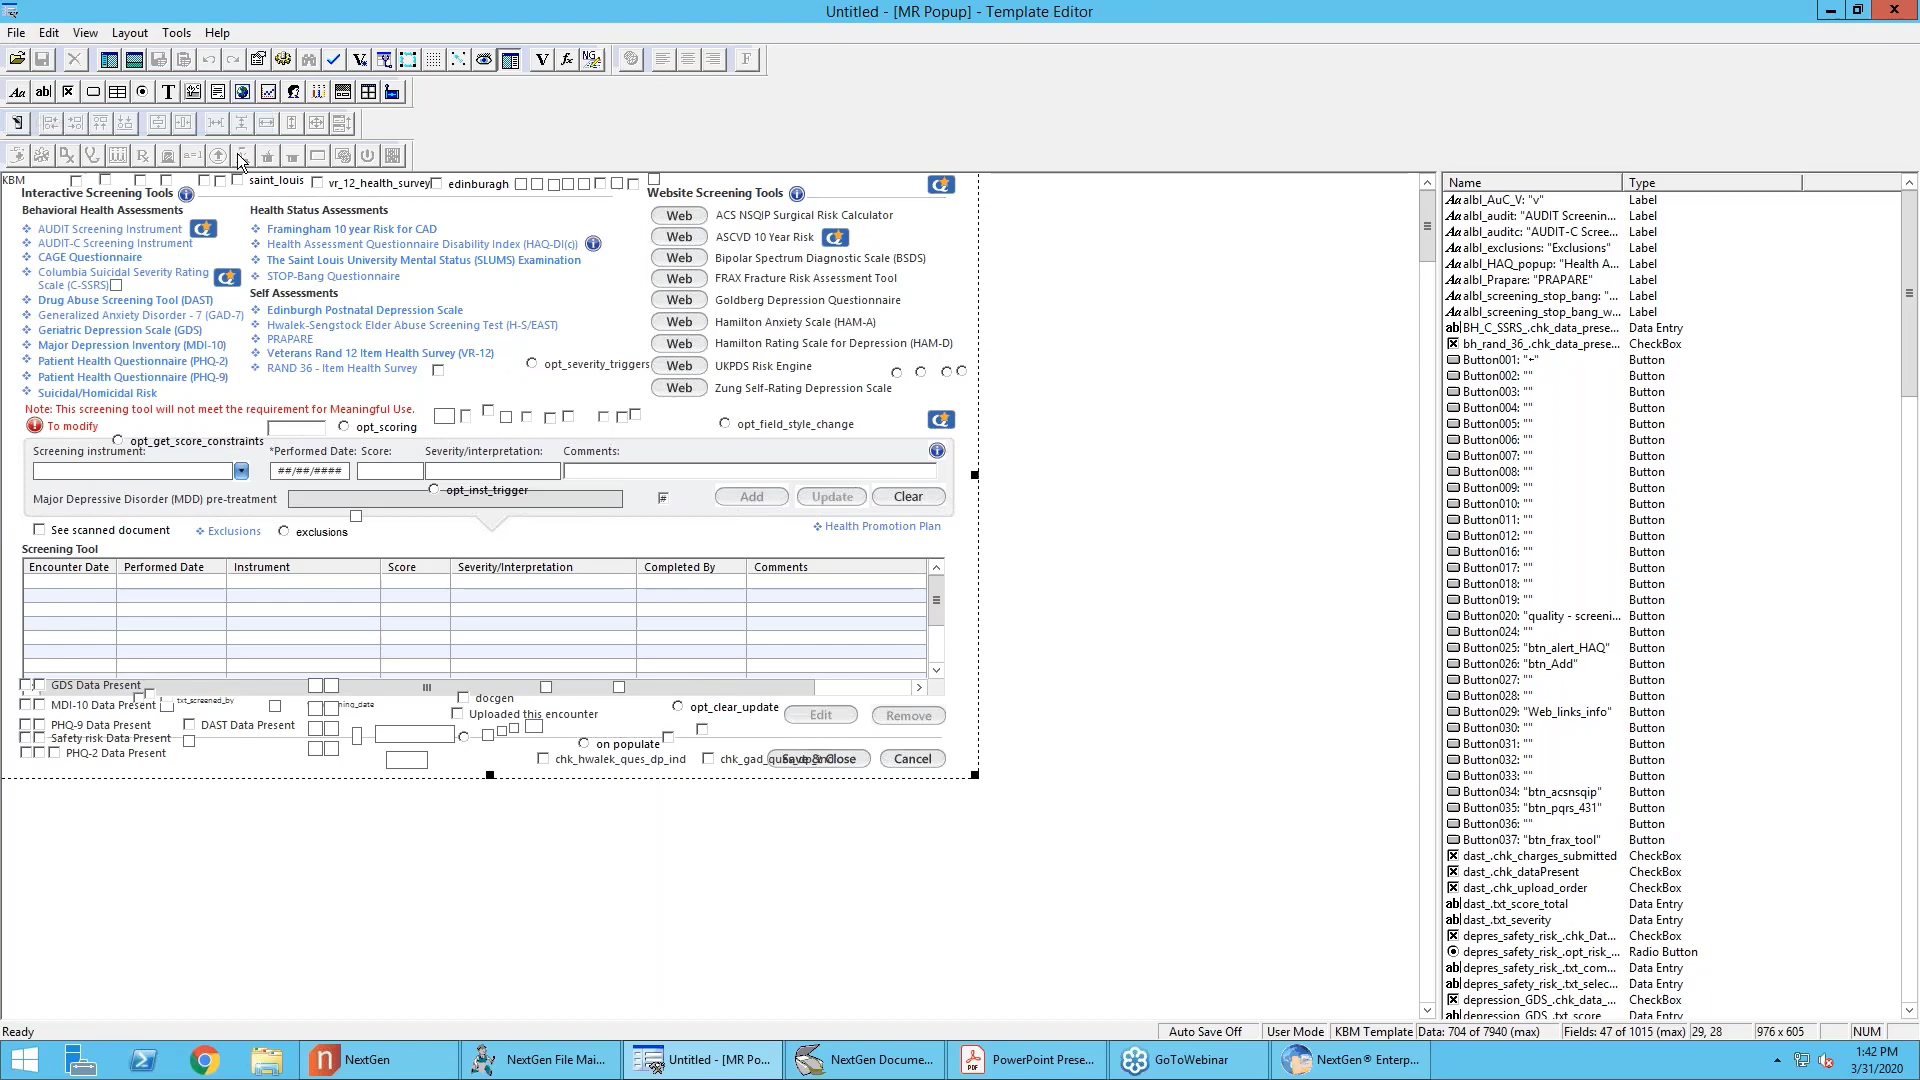 Untitled - [MR Popup] - Template Editor
File Edit View Layout Tools Help
KBM
saint_louis
vr_12_health_survey
edinburagh
Interactive Screening Tools
Website Screening Tools
Behavioral Health Assessments
Health Status Assessments
AUDIT Screening Instrument
AUDIT-C Screening Instrument
CAGE Questionnaire
Columbia Suicidal Severity Rating
Scale (C-SSRS)
Drug Abuse Screening Tool (DAST)
Generalized Anxiety Disorder - 7 (GAD-7)
Geriatric Depression Scale (GDS)
Major Depression Inventory (MDI-10)
Patient Health Questionnaire (PHQ-2)
Patient Health Questionnaire (PHQ-9)
Suicidal/Homicidal Risk
Framingham 10 year Risk for CAD
Health Assessment Questionnaire Disability Index (HAQ-DI(c))
The Saint Louis University Mental Status (SLUMS) Examination
STOP-Bang Questionnaire
Self Assessments
Edinburgh Postnatal Depression Scale
Hwalek-Sengstock Elder Abuse Screening Test (H-S/EAST)
PRAPARE
Veterans Rand 12 Item Health Survey (VR-12)
RAND 36 - Item Health Survey
opt_severity_triggers
Web ACS NSQIP Surgical Risk Calculator
Web ASCVD 10 Year Risk
Web Bipolar Spectrum Diagnostic Scale (BSDS)
Web FRAX Fracture Risk Assessment Tool
Web Goldberg Depression Questionnaire
Web Hamilton Anxiety Scale (HAM-A)
Web Hamilton Rating Scale for Depression (HAM-D)
Web UKPDS Risk Engine
Web Zung Self-Rating Depression Scale
Note: This screening tool will not meet the requirement for Meaningful Use.
To modify
opt_scoring
opt_field_style_change
opt_get_score_constraints
Screening instrument:
*Performed Date: Score:
Severity/interpretation:
Comments:
##/##/####
Major Depressive Disorder (MDD) pre-treatment
opt_inst_trigger
#
Add Update Clear
See scanned document
Exclusions
exclusions
Health Promotion Plan
Screening Tool
Encounter Date Performed Date Instrument Score Severity/Interpretation Completed By Comments
GDS Data Present
MDI-10 Data Present
txt_screened_by
docgen
Uploaded this encounter
opt_clear_update
Edit Remove
PHQ-9 Data Present
DAST Data Present
Safety risk Data Present
PHQ-2 Data Present
on populate
chk_hwalek_ques_dp_ind
Save & Close Cancel
Name Type
albl_AuC_V: "v" Label
albl_audit: "AUDIT Screenin... Label
albl_auditc: "AUDIT-C Scree... Label
albl_exclusions: "Exclusions" Label
albl_HAQ_popup: "Health A... Label
albl_Prapare: "PRAPARE" Label
albl_screening_stop_bang: "... Label
albl_screening_stop_bang_w... Label
BH_C_SSRS_.chk_data_prese... Data Entry
bh_rand_36_.chk_data_prese... CheckBox
Button001: "←" Button
Button002: "" Button
Button003: "" Button
Button004: "" Button
Button005: "" Button
Button006: "" Button
Button007: "" Button
Button008: "" Button
Button009: "" Button
Button010: "" Button
Button011: "" Button
Button012: "" Button
Button016: "" Button
Button017: "" Button
Button018: "" Button
Button019: "" Button
Button020: "quality - screeni... Button
Button024: "" Button
Button025: "btn_alert_HAQ" Button
Button026: "btn_Add" Button
Button027: "" Button
Button028: "" Button
Button029: "Web_links_info" Button
Button030: "" Button
Button031: "" Button
Button032: "" Button
Button033: "" Button
Button034: "btn_acsnsqip" Button
Button035: "btn_pqrs_431" Button
Button036: "" Button
Button037: "btn_frax_tool" Button
dast_.chk_charges_submitted CheckBox
dast_.chk_dataPresent CheckBox
dast_.chk_upload_order CheckBox
dast_.txt_score_total Data Entry
dast_.txt_severity Data Entry
depres_safety_risk_.chk_Dat... CheckBox
depres_safety_risk_.opt_risk_... Radio Button
depres_safety_risk_.txt_com... Data Entry
depres_safety_risk_.txt_selec... Data Entry
depression_GDS_.chk_data_... CheckBox
depression_GDS_.txt_score Data Entry
Ready
Auto Save Off User Mode KBM Template Data: 704 of 7940 (max) Fields: 47 of 1015 (max) 29, 28 976 x 605 NUM
NextGen
NextGen File Mai...
Untitled - [MR Po...
NextGen Docume...
PowerPoint Prese...
GoToWebinar
NextGen® Enterp...
1:42 PM
3/31/2020